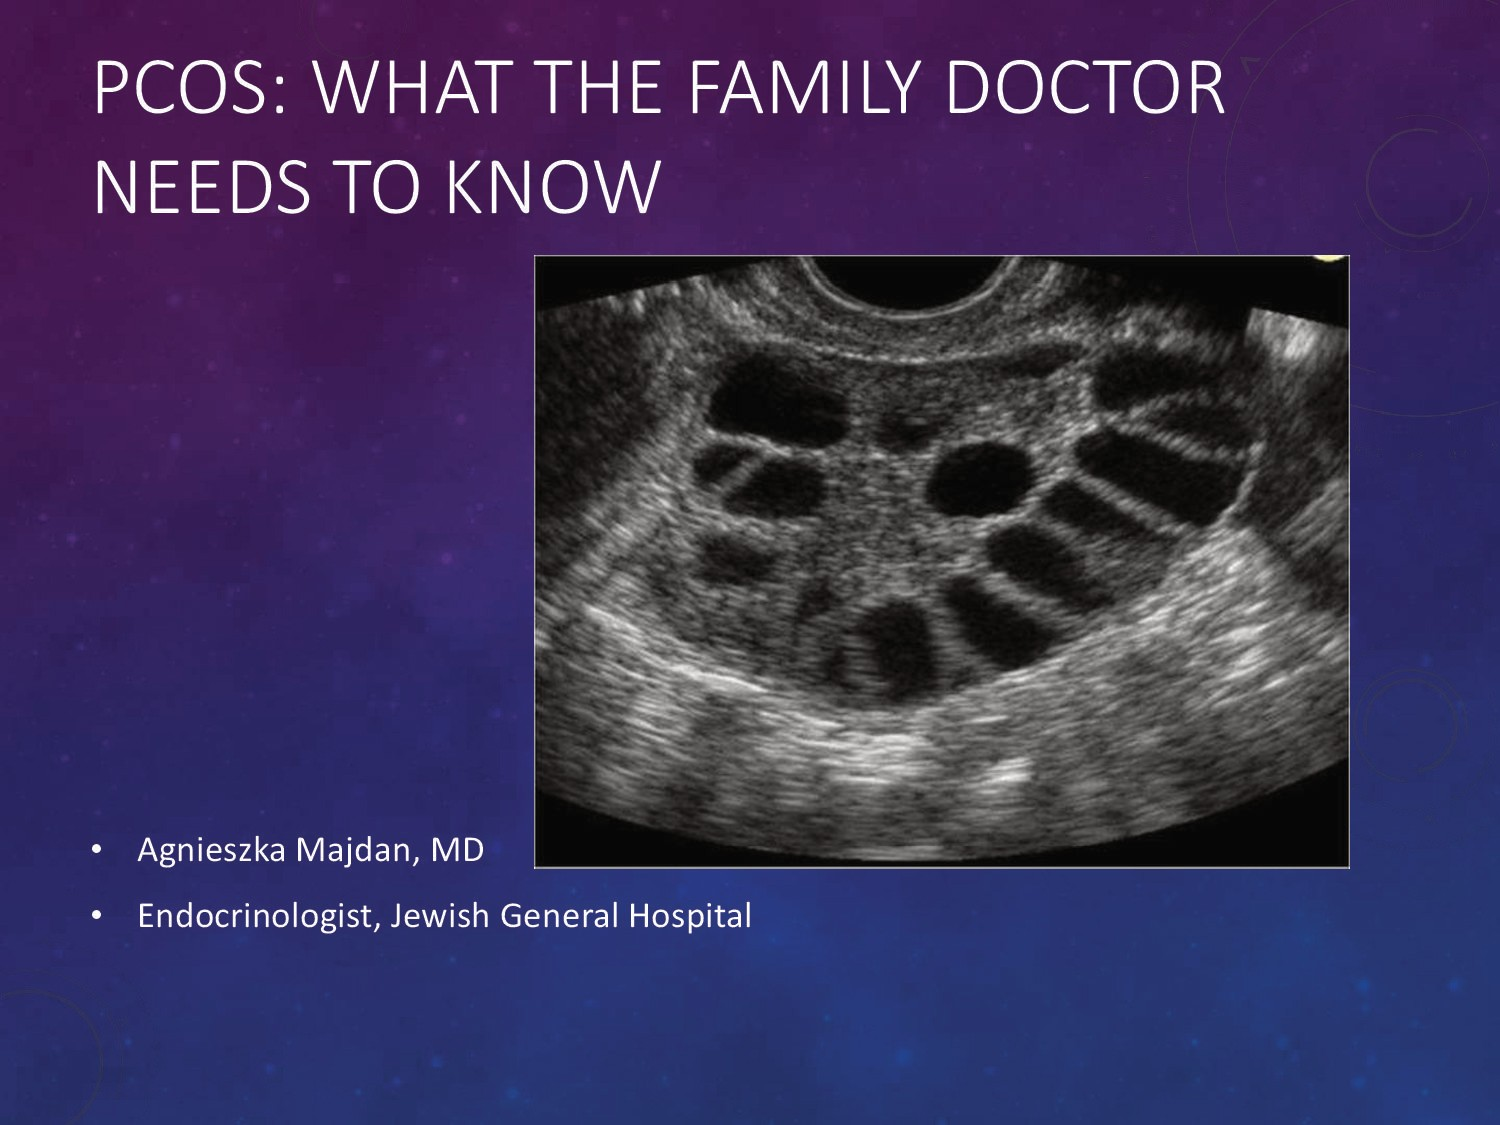 PCOS: WHAT THE FAMILY DOCTOR
NEEDS TO KNOW
• Agnieszka Majdan, MD
• Endocrinologist, Jewish General Hospital